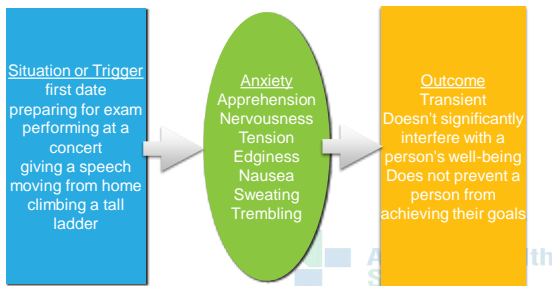 Situation or Trigger
first date
preparing for exam
performing at a
concert
giving a speech
moving from home
climbing a tall
ladder
Anxiety
Apprehension
Nervousness
Tension
Edginess
Nausea
Sweating
Trembling
Outcome
Transient
Doesn't significantly
interfere with a
person's well-being
Does not prevent a
person from
achieving their goals